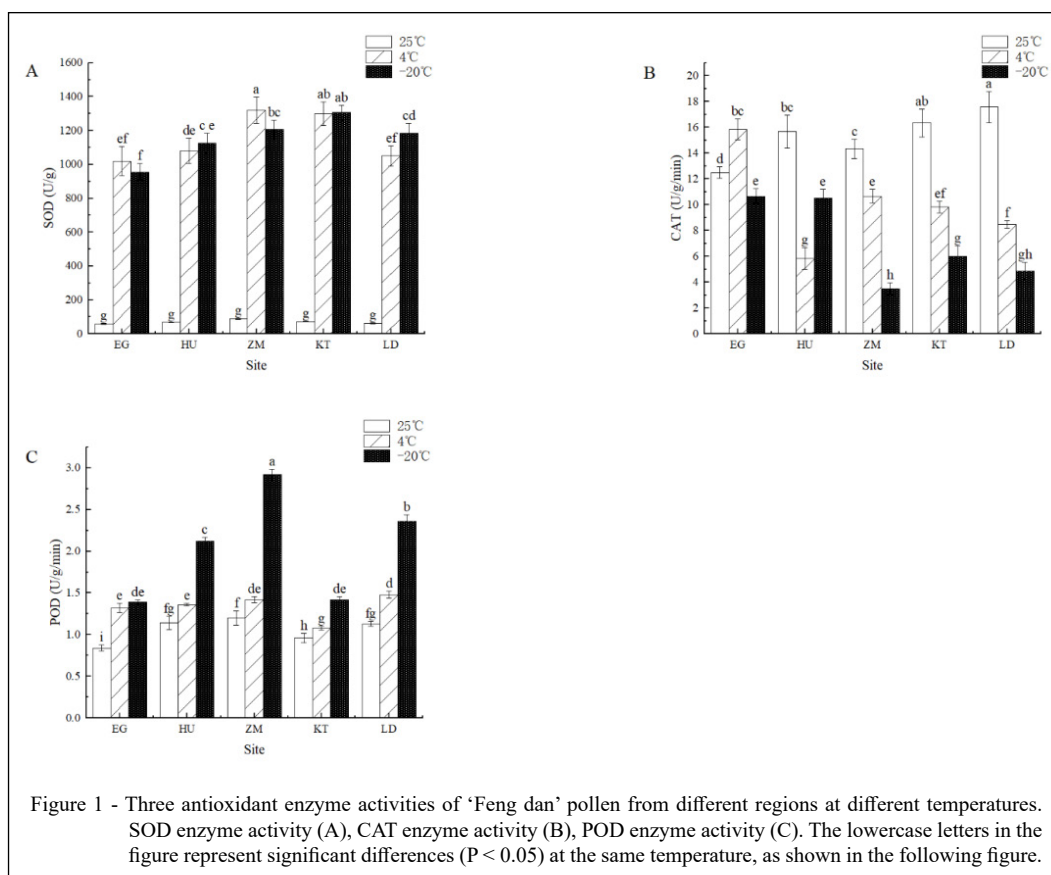 25℃
4℃
-20℃
A
1600
1400
1200
1000
800
600
400
200
0
SOD (U/g)
g ef f
g de c e
g a bc
g ab ab
g ef cd
EG HU ZM KT LD
Site
25℃
4℃
-20℃
B
20
18
16
14
12
10
8
6
4
2
0
CAT (U/g/min)
d bc e
bc g e
c e h
ab ef g
a f gh
EG HU ZM KT LD
Site
25℃
4℃
-20℃
C
3.0
2.5
2.0
1.5
1.0
0.5
0.0
POD (U/g/min)
i e de
fg e c
f de a
h g de
fg d b
EG HU ZM KT LD
Site
Figure 1 - Three antioxidant enzyme activities of ‘Feng dan’ pollen from different regions at different temperatures.
SOD enzyme activity (A), CAT enzyme activity (B), POD enzyme activity (C). The lowercase letters in the
figure represent significant differences (P < 0.05) at the same temperature, as shown in the following figure.